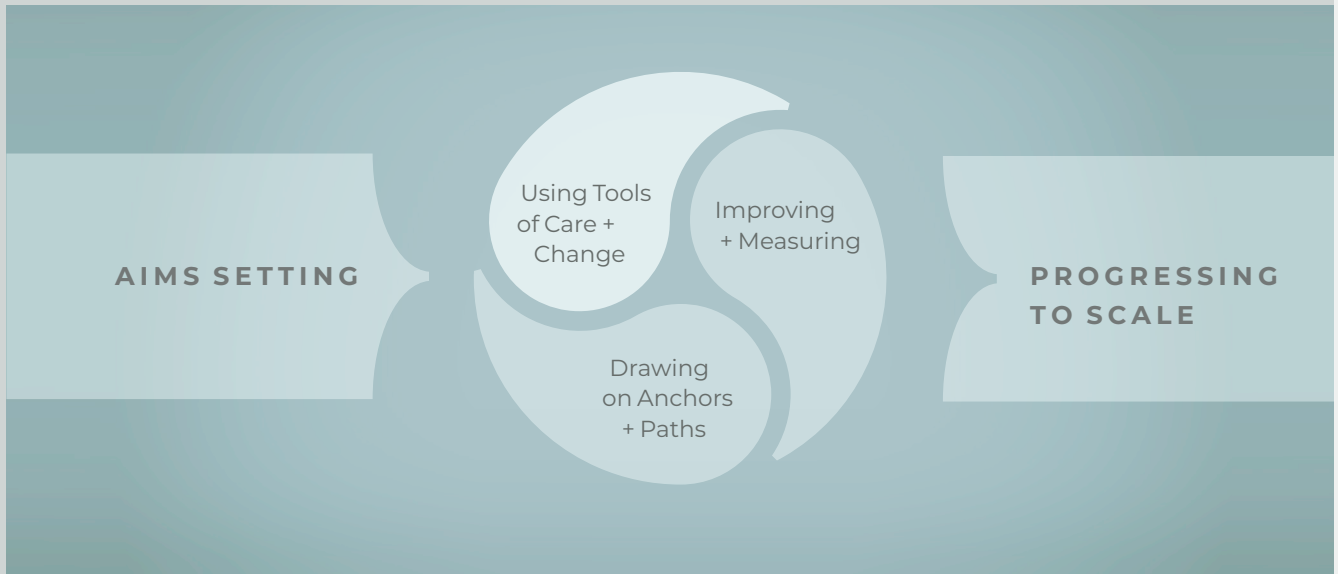 AIMS SETTING
Using Tools
of Care +
Change
Improving
+ Measuring
Drawing
on Anchors
+ Paths
PROGRESSING
TO SCALE